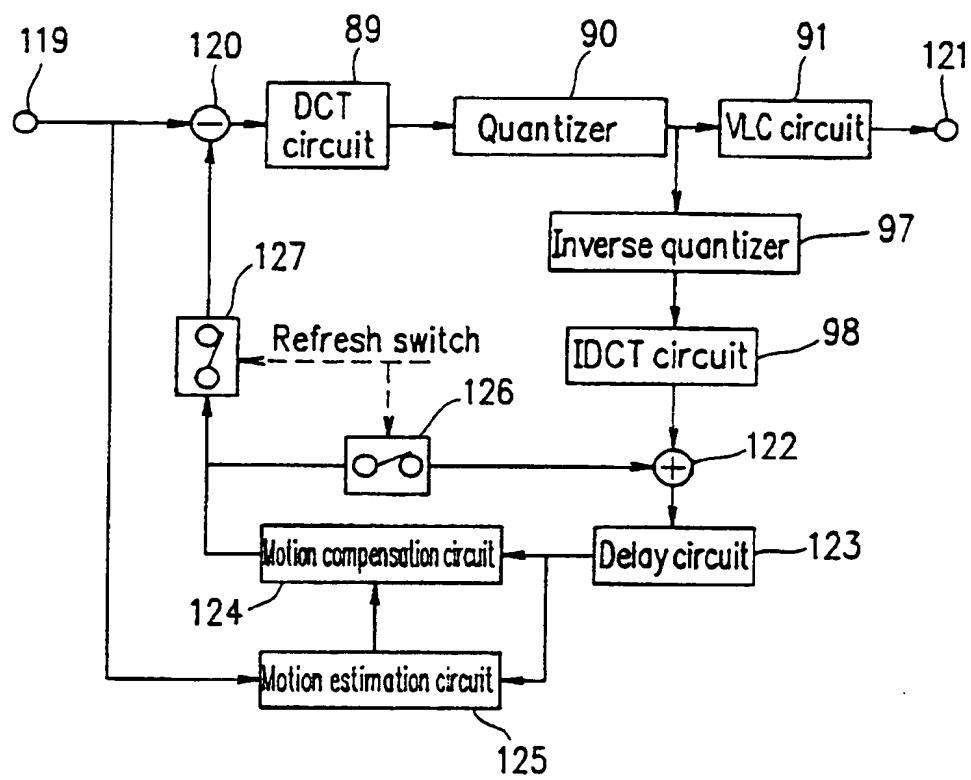 119
120
89
90
91
121
DCT
circuit
Quantizer
VLC circuit
Inverse quantizer
97
127
Refresh switch
IDCT circuit
98
126
122
Motion compensation circuit
Delay circuit
123
124
Motion estimation circuit
125